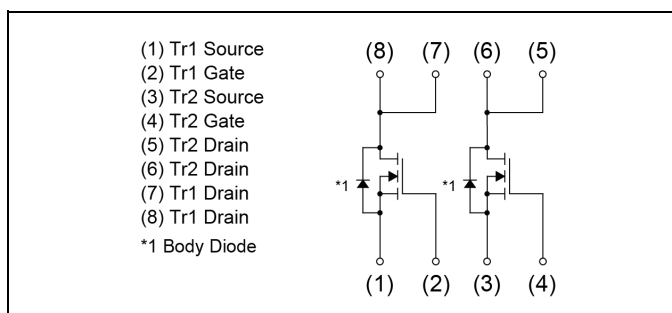 (1) Tr1 Source
(2) Tr1 Gate
(3) Tr2 Source
(4) Tr2 Gate
(5) Tr2 Drain
(6) Tr2 Drain
(7) Tr1 Drain
(8) Tr1 Drain
*1 Body Diode
(8) (7) (6) (5)
*1 *1
(1) (2) (3) (4)